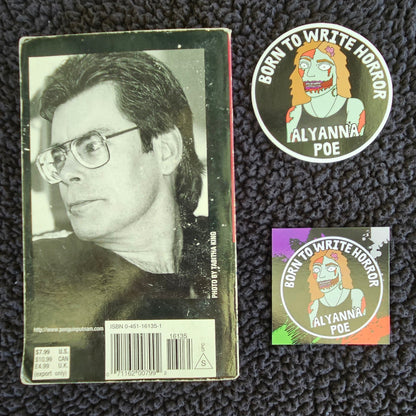 PHOTO BY TABITHA KING
http://www.penguinputnam.com
ISBN 0-451-16135-1
16135
$7.99 U.S.
$10.99 CAN
£4.99 U.K.
(export only)
S
BORN TO WRITE HORROR
ALYANNA
POE
BORN TO WRITE HORROR
ALYANNA
POE